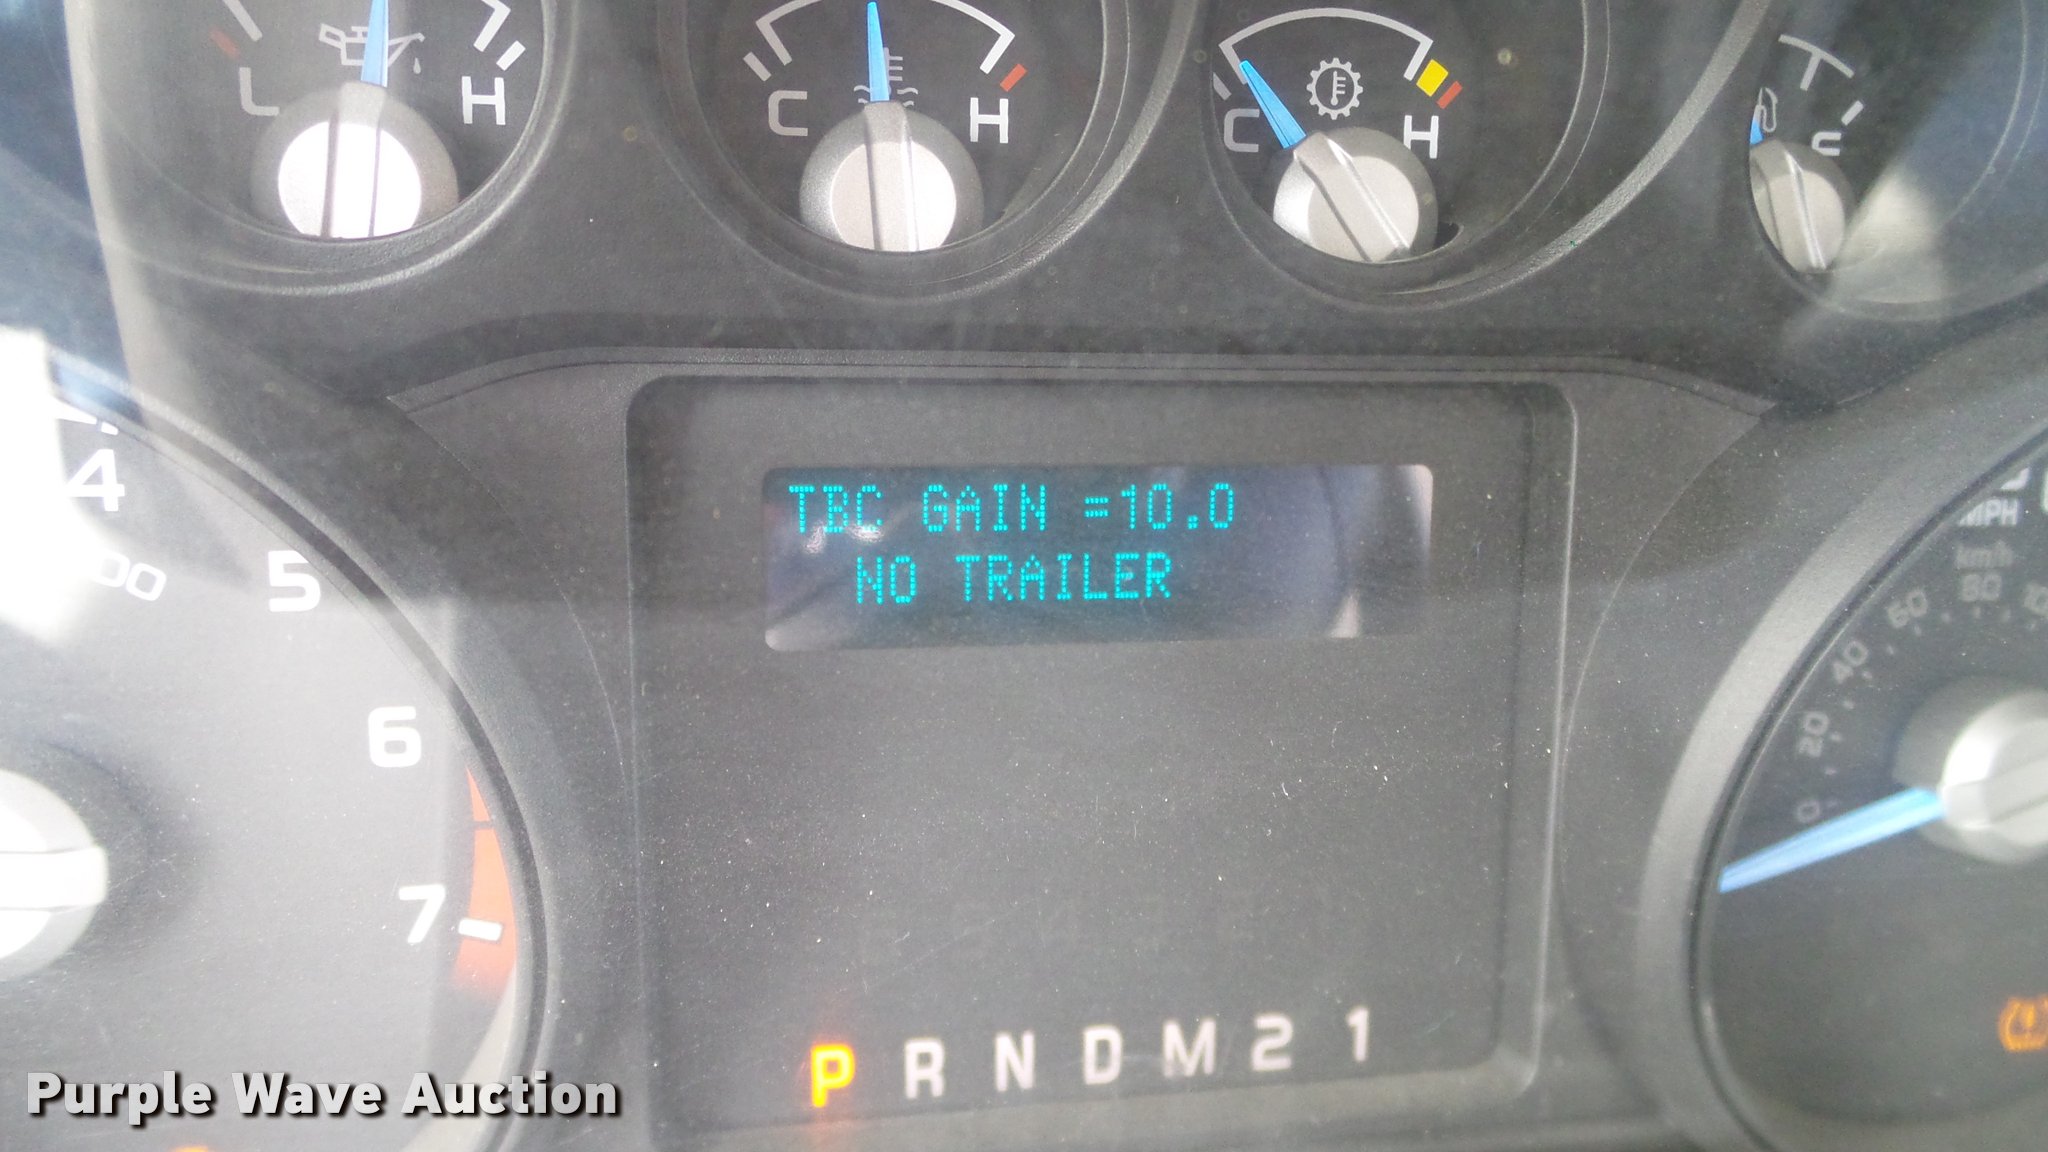 L H
C H
C H
E
TBC GAIN =10.0
NO TRAILER
4
5
6
7
MPH
km/h
0 20 40 60 80
P R N D M 2 1
Purple Wave Auction